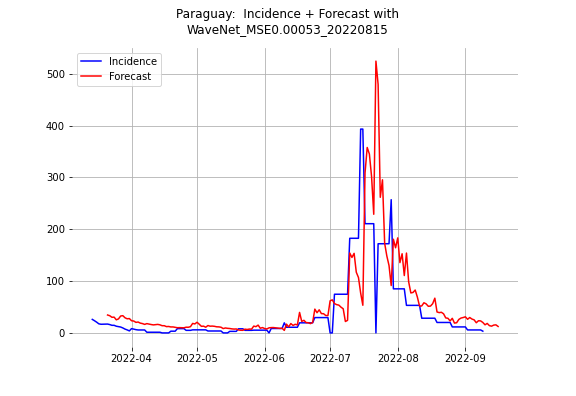 Paraguay:  Incidence + Forecast with
WaveNet_MSE0.00053_20220815
Incidence
Forecast
500
400
300
200
100
0
2022-04 2022-05 2022-06 2022-07 2022-08 2022-09